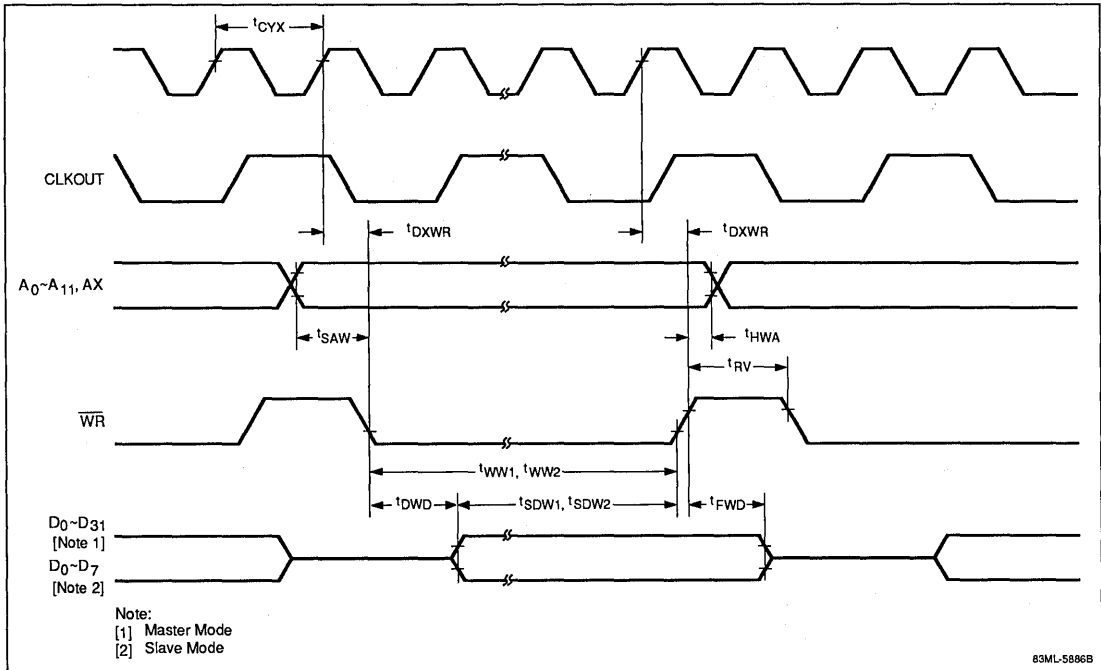 tCYX
CLKOUT
tDXWR
tDXWR
A0~A11, AX
tSAW
tHWA
tRV
WR
tWW1, tWW2
tDWD
tSDW1, tSDW2
tFWD
D0~D31
[Note 1]
D0~D7
[Note 2]
Note:
[1] Master Mode
[2] Slave Mode
83ML-5886B